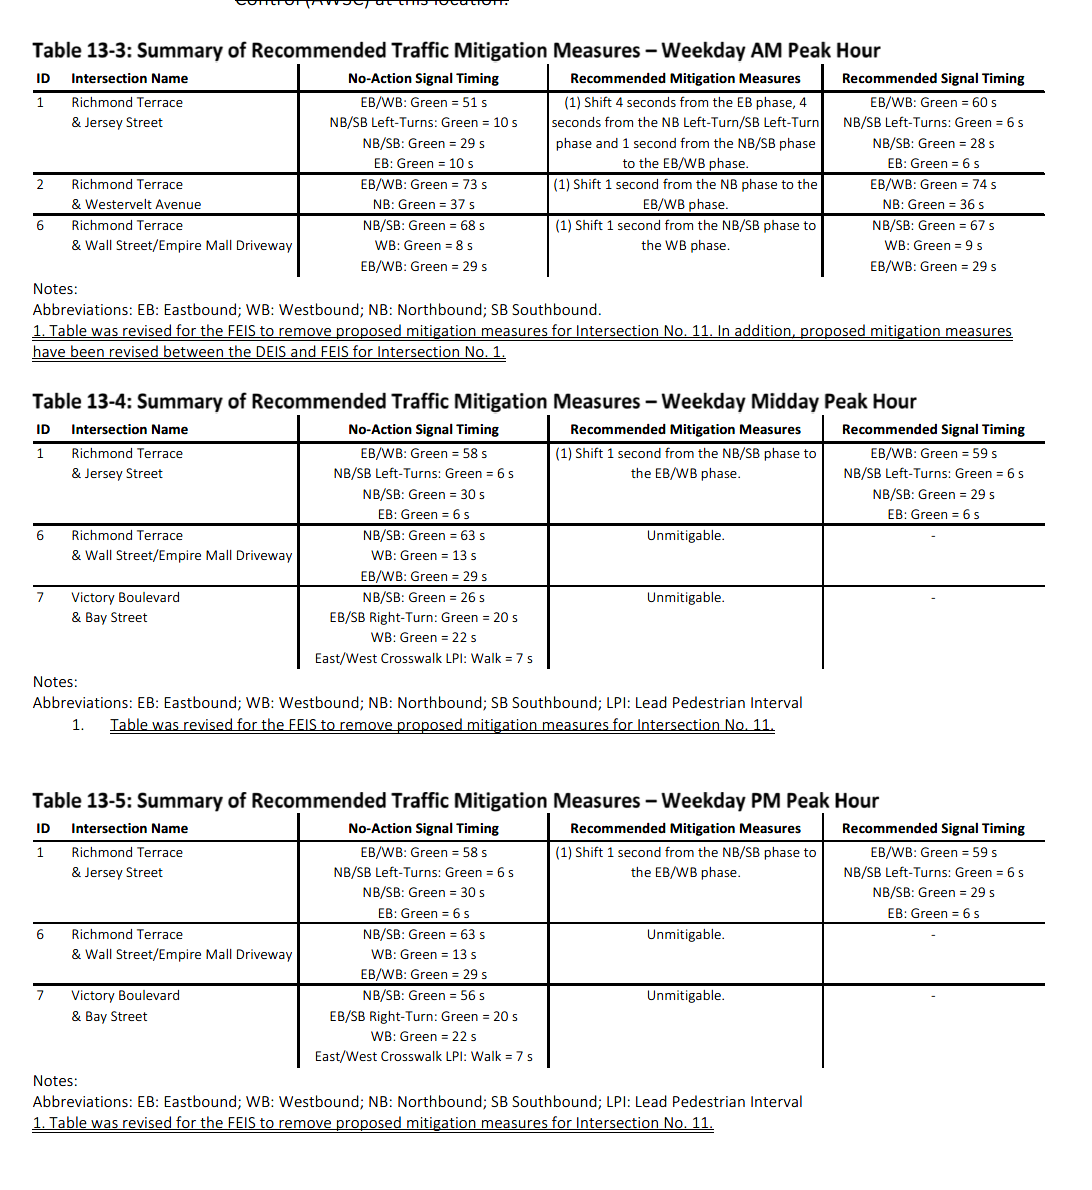 Control (AWSC) at this location.
Table 13-3: Summary of Recommended Traffic Mitigation Measures – Weekday AM Peak Hour
ID Intersection Name No-Action Signal Timing Recommended Mitigation Measures Recommended Signal Timing
1 Richmond Terrace EB/WB: Green = 51 s (1) Shift 4 seconds from the EB phase, 4 EB/WB: Green = 60 s
& Jersey Street NB/SB Left-Turns: Green = 10 s seconds from the NB Left-Turn/SB Left-Turn NB/SB Left-Turns: Green = 6 s
NB/SB: Green = 29 s phase and 1 second from the NB/SB phase NB/SB: Green = 28 s
EB: Green = 10 s to the EB/WB phase. EB: Green = 6 s
2 Richmond Terrace EB/WB: Green = 73 s (1) Shift 1 second from the NB phase to the EB/WB: Green = 74 s
& Westervelt Avenue NB: Green = 37 s EB/WB phase. NB: Green = 36 s
6 Richmond Terrace NB/SB: Green = 68 s (1) Shift 1 second from the NB/SB phase to NB/SB: Green = 67 s
& Wall Street/Empire Mall Driveway WB: Green = 8 s the WB phase. WB: Green = 9 s
EB/WB: Green = 29 s EB/WB: Green = 29 s
Notes:
Abbreviations: EB: Eastbound; WB: Westbound; NB: Northbound; SB Southbound.
1. Table was revised for the FEIS to remove proposed mitigation measures for Intersection No. 11. In addition, proposed mitigation measures
have been revised between the DEIS and FEIS for Intersection No. 1.
Table 13-4: Summary of Recommended Traffic Mitigation Measures – Weekday Midday Peak Hour
ID Intersection Name No-Action Signal Timing Recommended Mitigation Measures Recommended Signal Timing
1 Richmond Terrace EB/WB: Green = 58 s (1) Shift 1 second from the NB/SB phase to EB/WB: Green = 59 s
& Jersey Street NB/SB Left-Turns: Green = 6 s the EB/WB phase. NB/SB Left-Turns: Green = 6 s
NB/SB: Green = 30 s NB/SB: Green = 29 s
EB: Green = 6 s EB: Green = 6 s
6 Richmond Terrace NB/SB: Green = 63 s Unmitigable. -
& Wall Street/Empire Mall Driveway WB: Green = 13 s
EB/WB: Green = 29 s
7 Victory Boulevard NB/SB: Green = 26 s Unmitigable. -
& Bay Street EB/SB Right-Turn: Green = 20 s
WB: Green = 22 s
East/West Crosswalk LPI: Walk = 7 s
Notes:
Abbreviations: EB: Eastbound; WB: Westbound; NB: Northbound; SB Southbound; LPI: Lead Pedestrian Interval
1. Table was revised for the FEIS to remove proposed mitigation measures for Intersection No. 11.
Table 13-5: Summary of Recommended Traffic Mitigation Measures – Weekday PM Peak Hour
ID Intersection Name No-Action Signal Timing Recommended Mitigation Measures Recommended Signal Timing
1 Richmond Terrace EB/WB: Green = 58 s (1) Shift 1 second from the NB/SB phase to EB/WB: Green = 59 s
& Jersey Street NB/SB Left-Turns: Green = 6 s the EB/WB phase. NB/SB Left-Turns: Green = 6 s
NB/SB: Green = 30 s NB/SB: Green = 29 s
EB: Green = 6 s EB: Green = 6 s
6 Richmond Terrace NB/SB: Green = 63 s Unmitigable. -
& Wall Street/Empire Mall Driveway WB: Green = 13 s
EB/WB: Green = 29 s
7 Victory Boulevard NB/SB: Green = 56 s Unmitigable. -
& Bay Street EB/SB Right-Turn: Green = 20 s
WB: Green = 22 s
East/West Crosswalk LPI: Walk = 7 s
Notes:
Abbreviations: EB: Eastbound; WB: Westbound; NB: Northbound; SB Southbound; LPI: Lead Pedestrian Interval
1. Table was revised for the FEIS to remove proposed mitigation measures for Intersection No. 11.